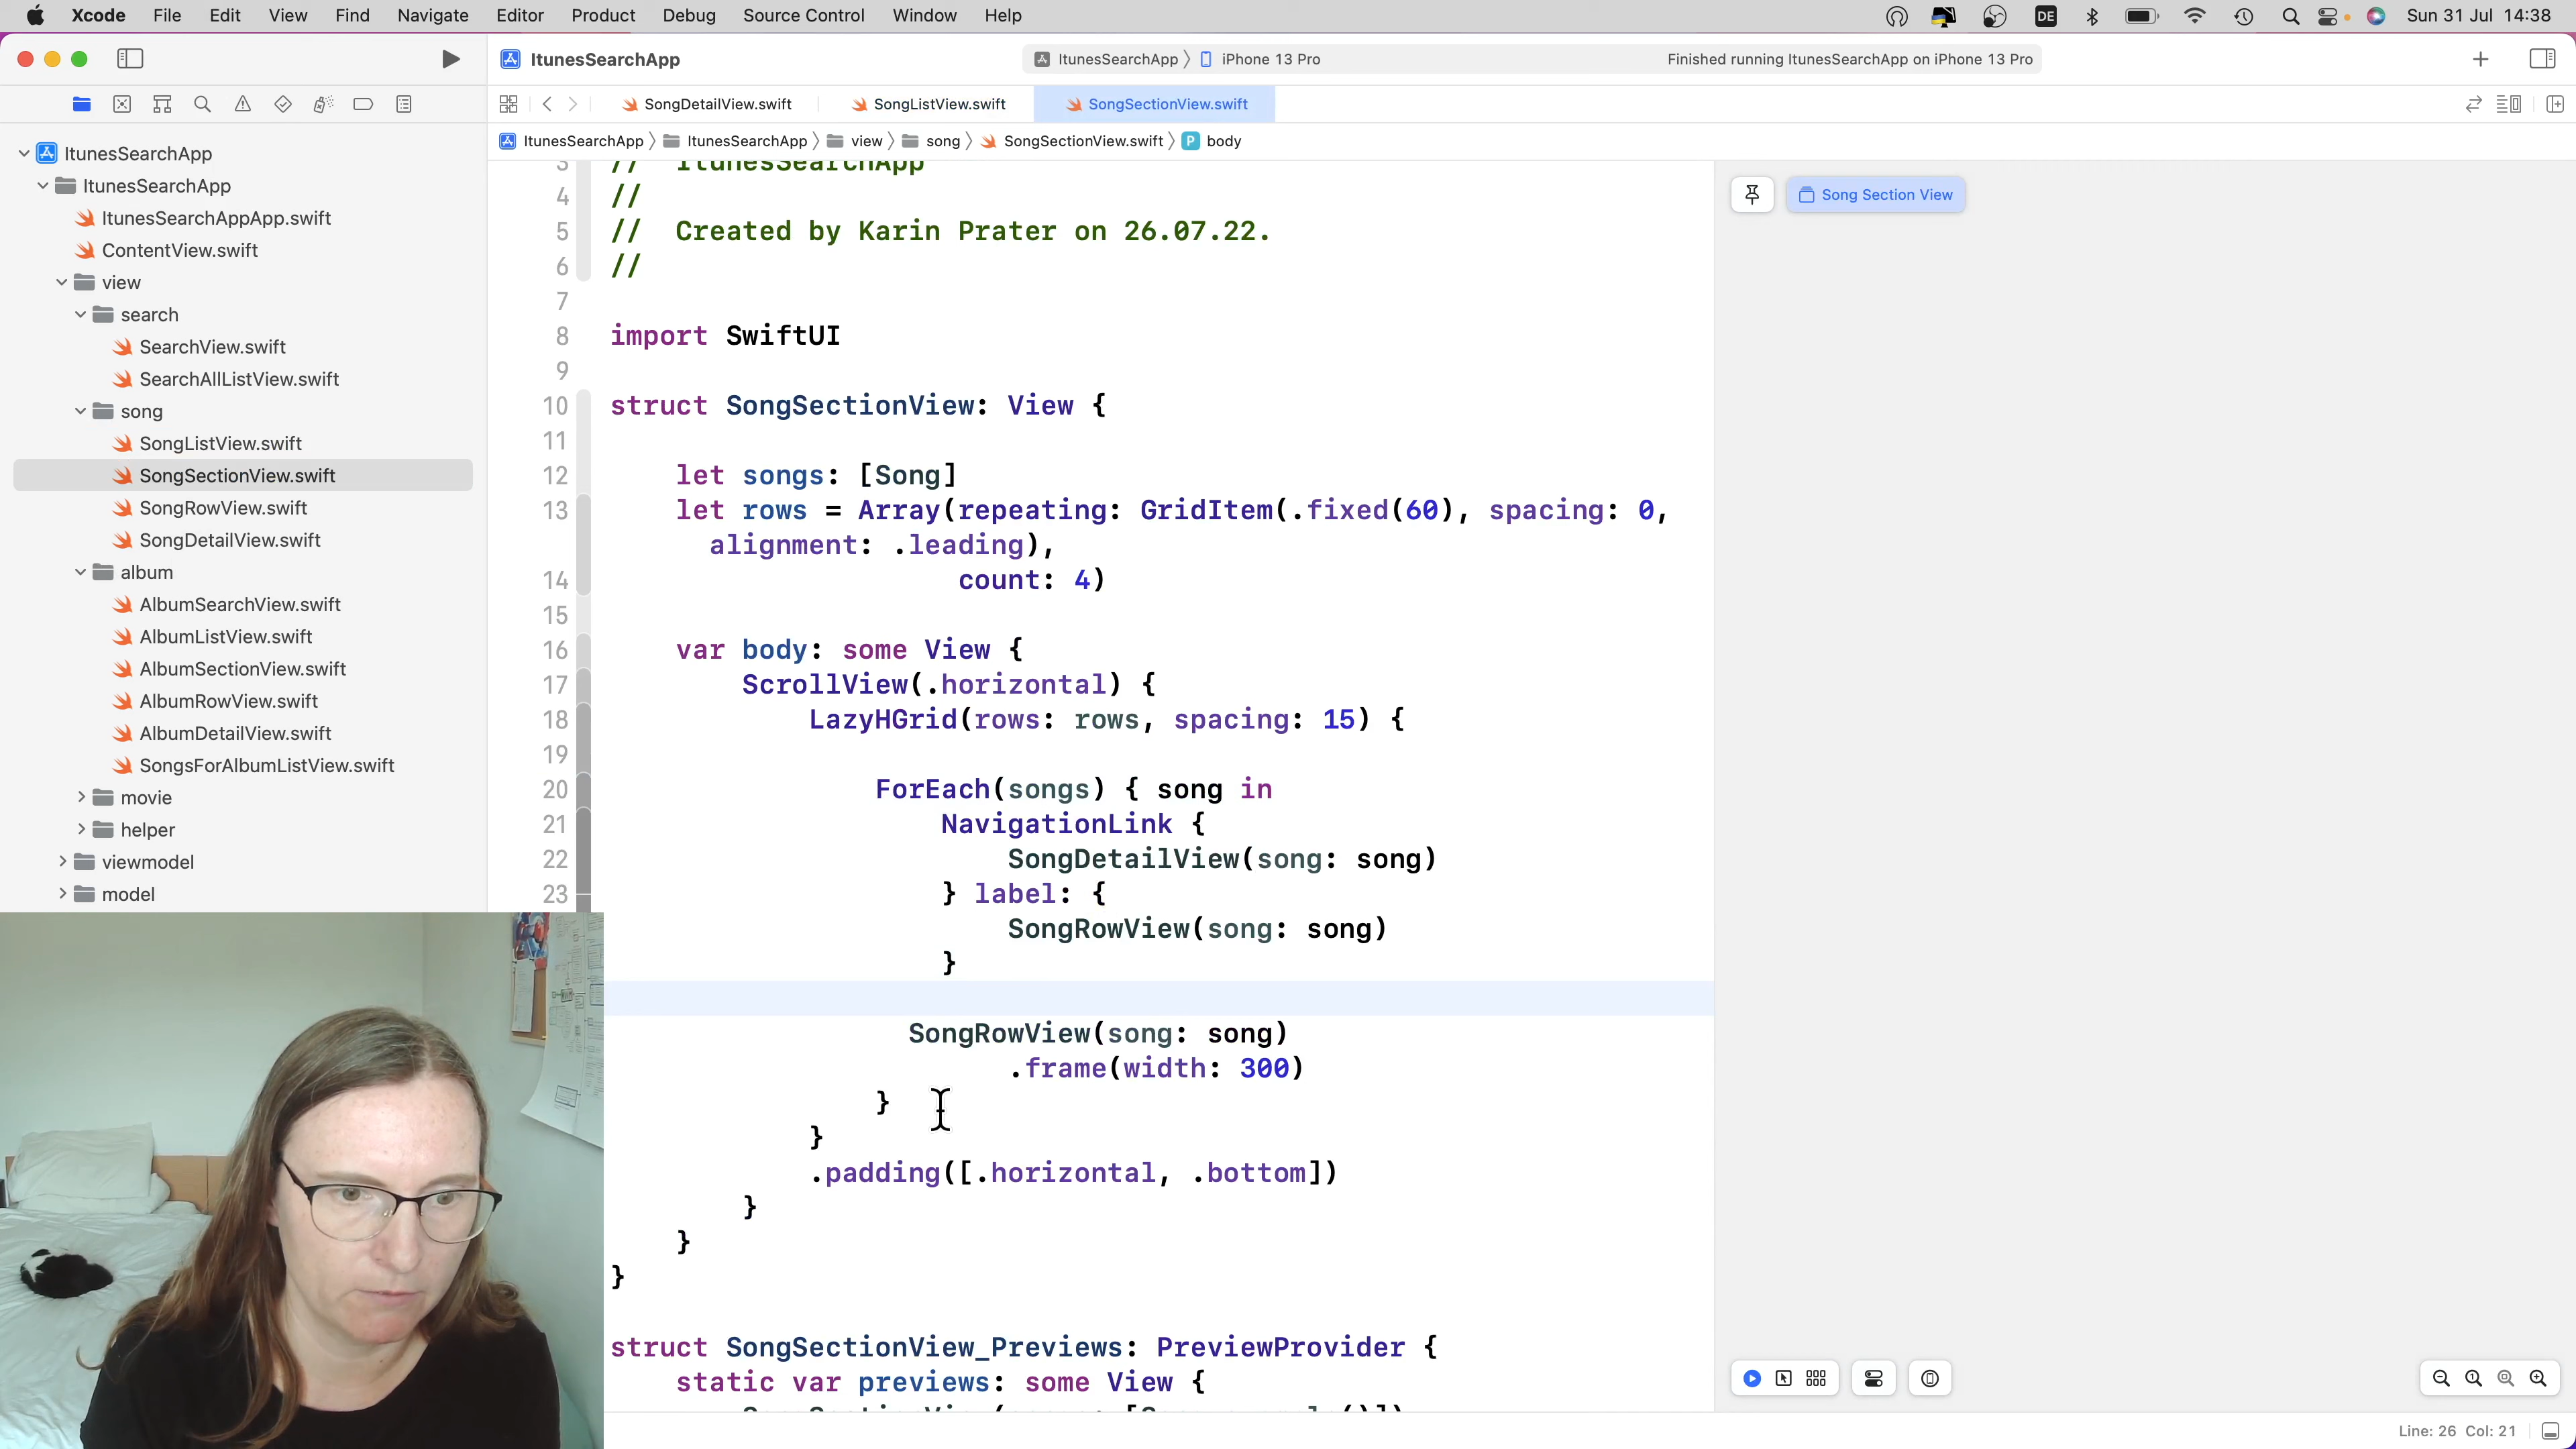 Xcode File Edit View Find Navigate Editor Product Debug Source Control Window Help DE Sun 31 Jul 14:38
ItunesSearchApp ItunesSearchApp iPhone 13 Pro Finished running ItunesSearchApp on iPhone 13 Pro
SongDetailView.swift SongListView.swift SongSectionView.swift
ItunesSearchApp ItunesSearchApp view song SongSectionView.swift P body
ItunesSearchApp
ItunesSearchApp
ItunesSearchAppApp.swift
ContentView.swift
view
search
SearchView.swift
SearchAllListView.swift
song
SongListView.swift
SongSectionView.swift
SongRowView.swift
SongDetailView.swift
album
AlbumSearchView.swift
AlbumListView.swift
AlbumSectionView.swift
AlbumRowView.swift
AlbumDetailView.swift
SongsForAlbumListView.swift
movie
helper
viewmodel
model
3 // ItunesSearchApp
4 //
5 // Created by Karin Prater on 26.07.22.
6 //
7
8 import SwiftUI
9
10 struct SongSectionView: View {
11
12 let songs: [Song]
13 let rows = Array(repeating: GridItem(.fixed(60), spacing: 0,
alignment: .leading),
14 count: 4)
15
16 var body: some View {
17 ScrollView(.horizontal) {
18 LazyHGrid(rows: rows, spacing: 15) {
19
20 ForEach(songs) { song in
21 NavigationLink {
22 SongDetailView(song: song)
23 } label: {
SongRowView(song: song)
}
SongRowView(song: song)
.frame(width: 300)
}
}
.padding([.horizontal, .bottom])
}
}
}
struct SongSectionView_Previews: PreviewProvider {
static var previews: some View {
Song Section View
Line: 26 Col: 21